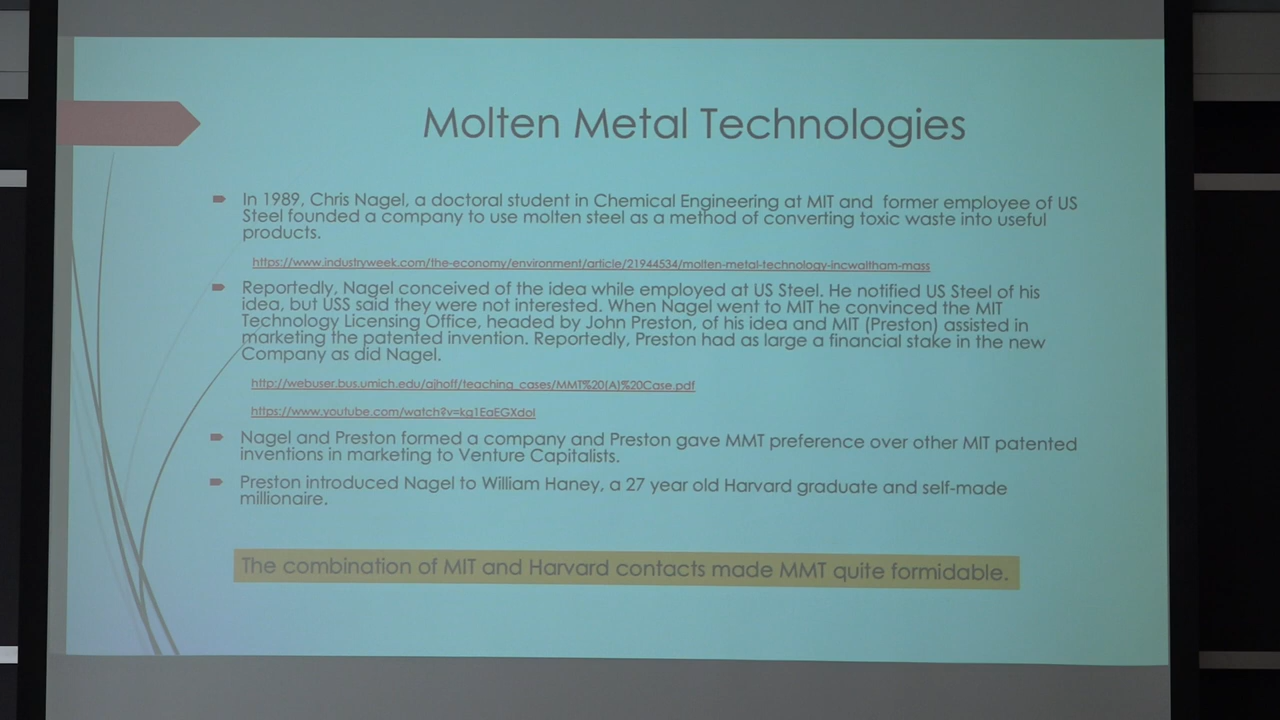 Molten Metal Technologies
In 1989, Chris Nagel, a doctoral student in Chemical Engineering at MIT and former employee of US
Steel founded a company to use molten steel as a method of converting toxic waste into useful
products.
https://www.industryweek.com/the-economy/environment/article/21944534/molten-metal-technology-incwaltham-mass
Reportedly, Nagel conceived of the idea while employed at US Steel. He notified US Steel of his
idea, but USS said they were not interested. When Nagel went to MIT he convinced the MIT
Technology Licensing Office, headed by John Preston, of his idea and MIT (Preston) assisted in
marketing the patented invention. Reportedly, Preston had as large a financial stake in the new
Company as did Nagel.
http://webuser.bus.umich.edu/ajhoff/teaching_cases/MMT%20(A)%20Case.pdf
https://www.youtube.com/watch?v=kg1EaEGXdoI
Nagel and Preston formed a company and Preston gave MMT preference over other MIT patented
inventions in marketing to Venture Capitalists.
Preston introduced Nagel to William Haney, a 27 year old Harvard graduate and self-made
millionaire.
The combination of MIT and Harvard contacts made MMT quite formidable.